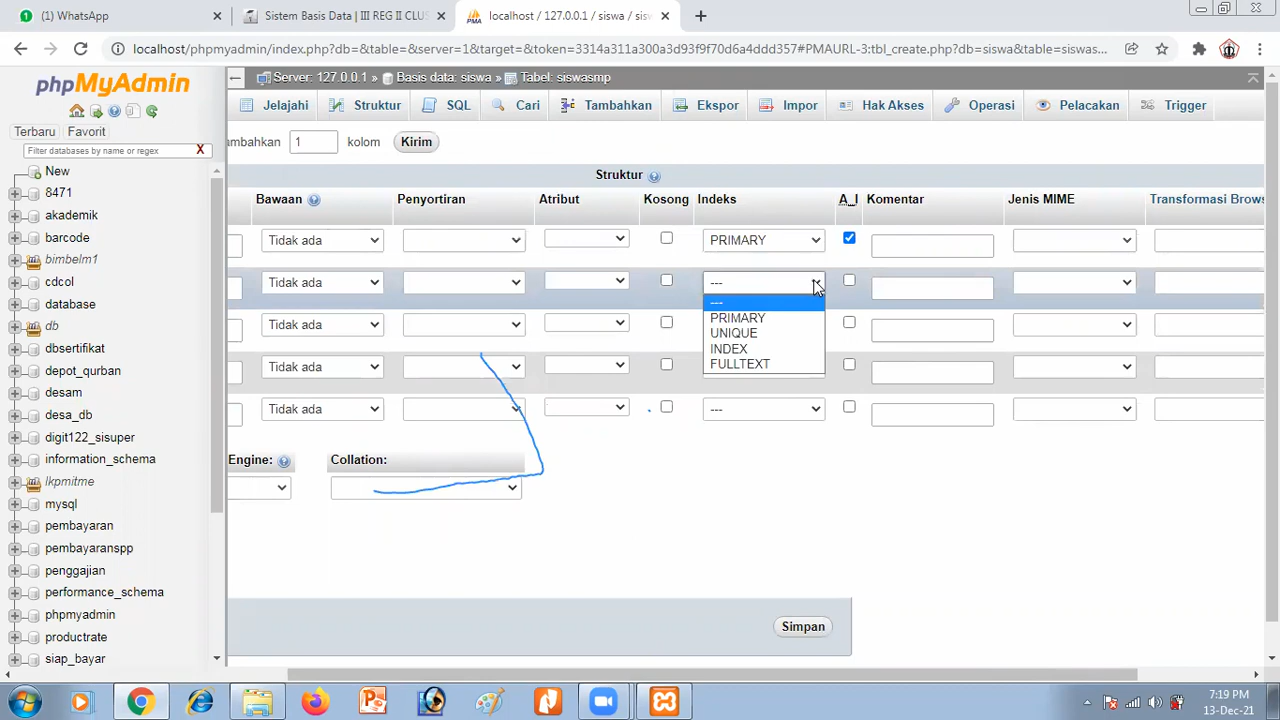 (1) WhatsApp
Sistem Basis Data | III REG II CLUS
localhost / 127.0.0.1 / siswa / sisw
localhost/phpmyadmin/index.php?db=&table=&server=1&target=&token=3314a311a300a3d93f9f70d6a4ddd357#PMAURL-3:tbl_create.php?db=siswa&table=siswas...
phpMyAdmin
Terbaru Favorit
Filter databases by name or regex X
New
8471
akademik
barcode
bimbelm1
cdcol
database
db
dbsertifikat
depot_qurban
desam
desa_db
digit122_sisuper
information_schema
lkpmitme
mysql
pembayaran
pembayaranspp
penggajian
performance_schema
phpmyadmin
productrate
siap_bayar
Server: 127.0.0.1 » Basis data: siswa » Tabel: siswasmp
Jelajahi Struktur SQL Cari Tambahkan Ekspor Impor Hak Akses Operasi Pelacakan Trigger
ambahkan 1 kolom Kirim
Struktur
Bawaan Penyortiran Atribut Kosong Indeks A_I Komentar Jenis MIME Transformasi Brows
Tidak ada PRIMARY
Tidak ada ---
---
PRIMARY
UNIQUE
INDEX
FULLTEXT
Tidak ada
Tidak ada
Tidak ada ---
Engine: Collation:
Simpan
7:19 PM
13-Dec-21